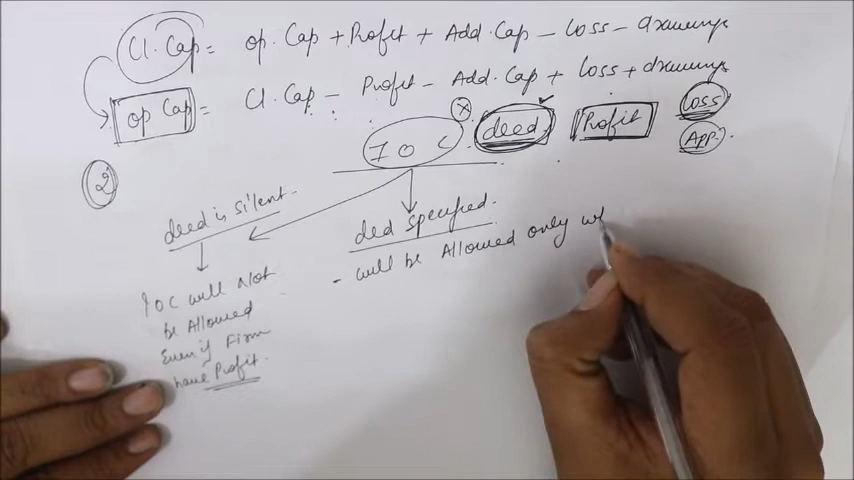 Cl. Cap = op. Cap + Profit + Add. Cap - loss - drawings
op Cap = Cl. Cap - Profit - Add. Cap + loss + drawings
IOC deed Profit loss
APP.
2
deed is silent.
ded specified.
- will be Allowed only wh
IOC will Not
be Allowed
Even if Firm
have Profit.